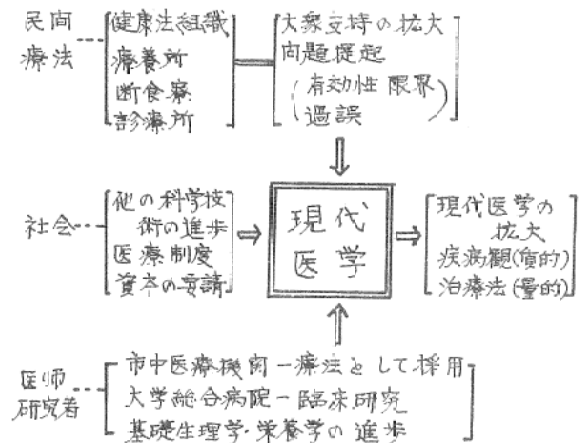 民間
療法
健康法組織
療養所
断食寮
診療所
大衆支持の拡大
問題提起
(有効性 限界
過誤)
社会
他の科学技
術の進歩
医療制度
資本の要請
現代
医学
現代医学の
拡大
疾病観(質的)
治療法(量的)
医師
研究者
市中医療機関ー療法として採用
大学総合病院ー臨床研究
基礎生理学・栄養学の進歩